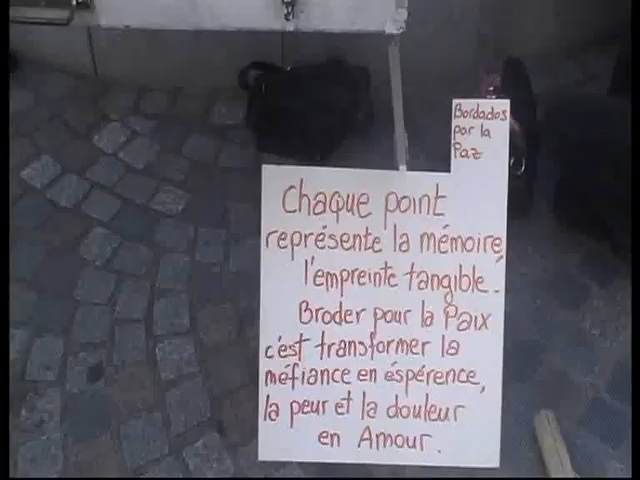 Bordados
por la
Paz
Chaque point
représente la mémoire,
l'empreinte tangible.
Broder pour la Paix
c'est transformer la
méfiance en éspérence,
la peur et la douleur
en Amour.